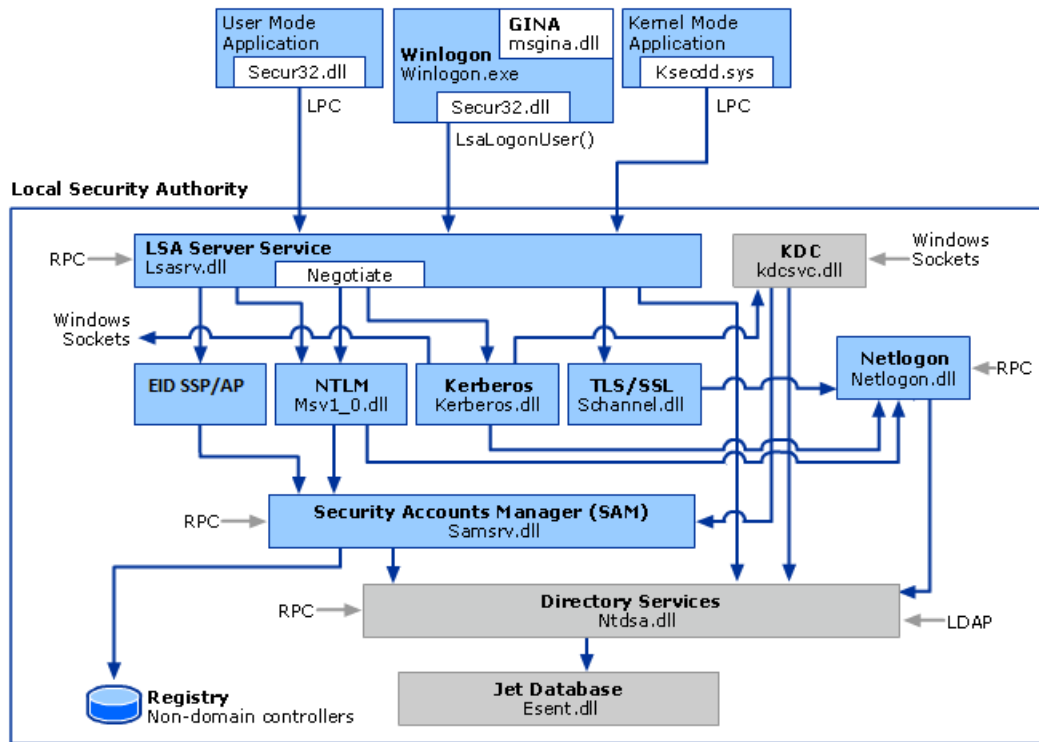 User Mode
Application
Secur32.dll
LPC
GINA
msgina.dll
Winlogon
Winlogon.exe
Secur32.dll
LsaLogonUser()
Kernel Mode
Application
Ksecdd.sys
LPC
Local Security Authority
RPC
LSA Server Service
Lsasrv.dll
Negotiate
KDC
kdcsvc.dll
Windows
Sockets
Windows
Sockets
EID SSP/AP
NTLM
Msv1_0.dll
Kerberos
Kerberos.dll
TLS/SSL
Schannel.dll
Netlogon
Netlogon.dll
RPC
RPC
Security Accounts Manager (SAM)
Samsrv.dll
RPC
Directory Services
Ntdsa.dll
LDAP
Registry
Non-domain controllers
Jet Database
Esent.dll